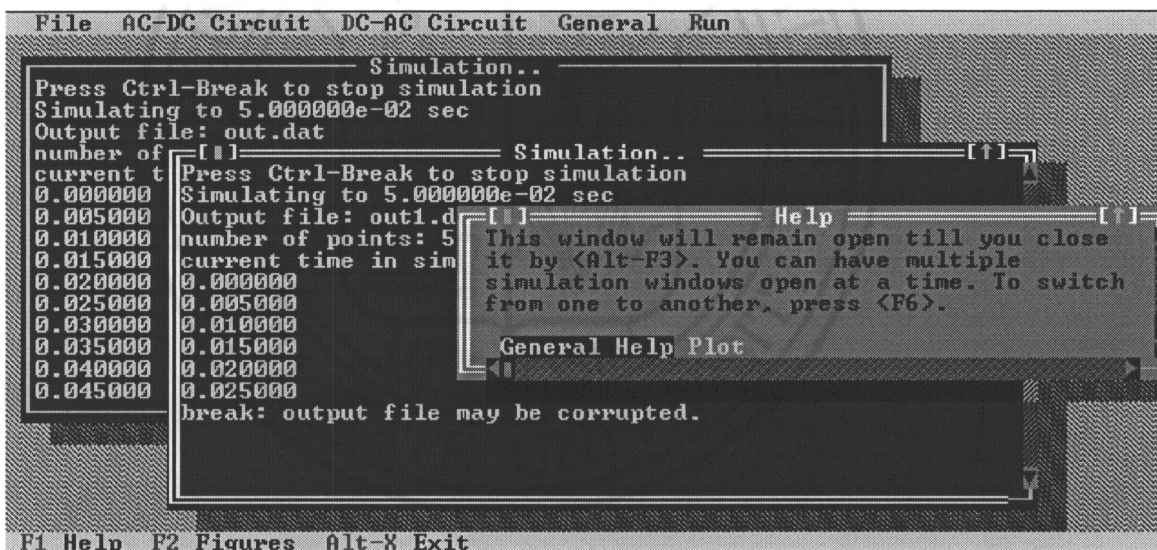 File AC-DC Circuit DC-AC Circuit General Run
Simulation..
Press Ctrl-Break to stop simulation
Simulating to 5.000000e-02 sec
Output file: out.dat
number of
current t
0.000000
0.005000
0.010000
0.015000
0.020000
0.025000
0.030000
0.035000
0.040000
0.045000
Simulation..
Press Ctrl-Break to stop simulation
Simulating to 5.000000e-02 sec
Output file: out1.d
number of points: 5
current time in sim
0.000000
0.005000
0.010000
0.015000
0.020000
0.025000
break: output file may be corrupted.
Help
This window will remain open till you close
it by <Alt-F3>. You can have multiple
simulation windows open at a time. To switch
from one to another, press <F6>.
General Help Plot
F1 Help F2 Figures Alt-X Exit